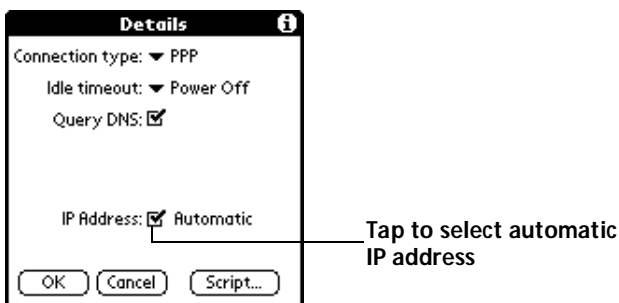 Details
Connection type: PPP
Idle timeout: Power Off
Query DNS:
IP Address: Automatic
Tap to select automatic
IP address
OK Cancel Script...